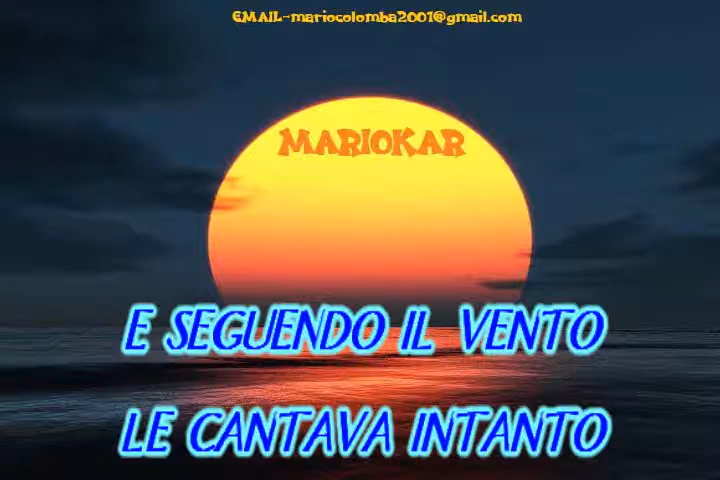 EMAIL-mariocolomba2001@gmail.com
MARIOKAR
E SEGUENDO IL VENTO
LE CANTAVA INTANTO